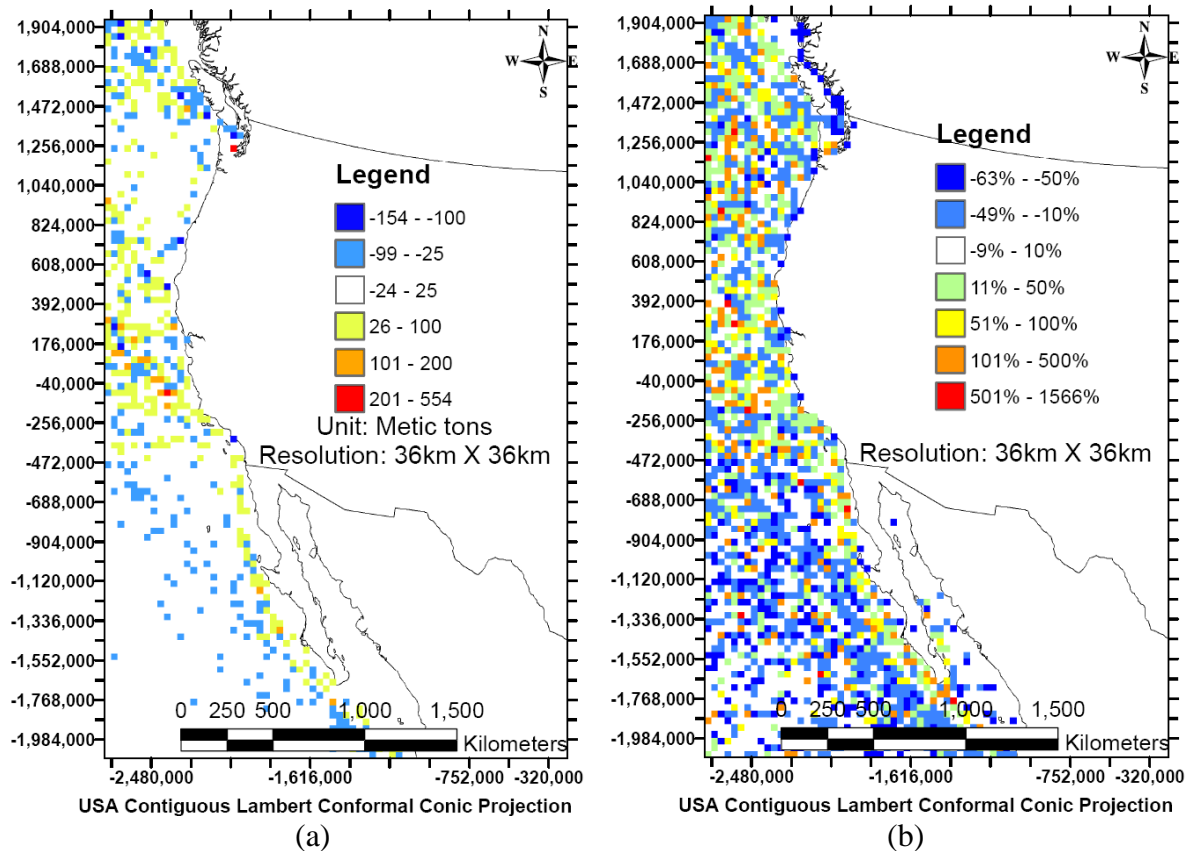 1,904,000
1,688,000
1,472,000
1,256,000
1,040,000
824,000
608,000
392,000
176,000
-40,000
-256,000
-472,000
-688,000
-904,000
-1,120,000
-1,336,000
-1,552,000
-1,768,000
-1,984,000
N
W E
S
Legend
-154 - -100
-99 - -25
-24 - 25
26 - 100
101 - 200
201 - 554
Unit: Metic tons
Resolution: 36km X 36km
0 250 500 1,000 1,500
Kilometers
-2,480,000 -1,616,000 -752,000 -320,000
USA Contiguous Lambert Conformal Conic Projection
(a)
1,904,000
1,688,000
1,472,000
1,256,000
1,040,000
824,000
608,000
392,000
176,000
-40,000
-256,000
-472,000
-688,000
-904,000
-1,120,000
-1,336,000
-1,552,000
-1,768,000
-1,984,000
N
W E
S
Legend
-63% - -50%
-49% - -10%
-9% - 10%
11% - 50%
51% - 100%
101% - 500%
501% - 1566%
Resolution: 36km X 36km
0 250 500 1,000 1,500
Kilometers
-2,480,000 -1,616,000 -752,000 -320,000
USA Contiguous Lambert Conformal Conic Projection
(b)